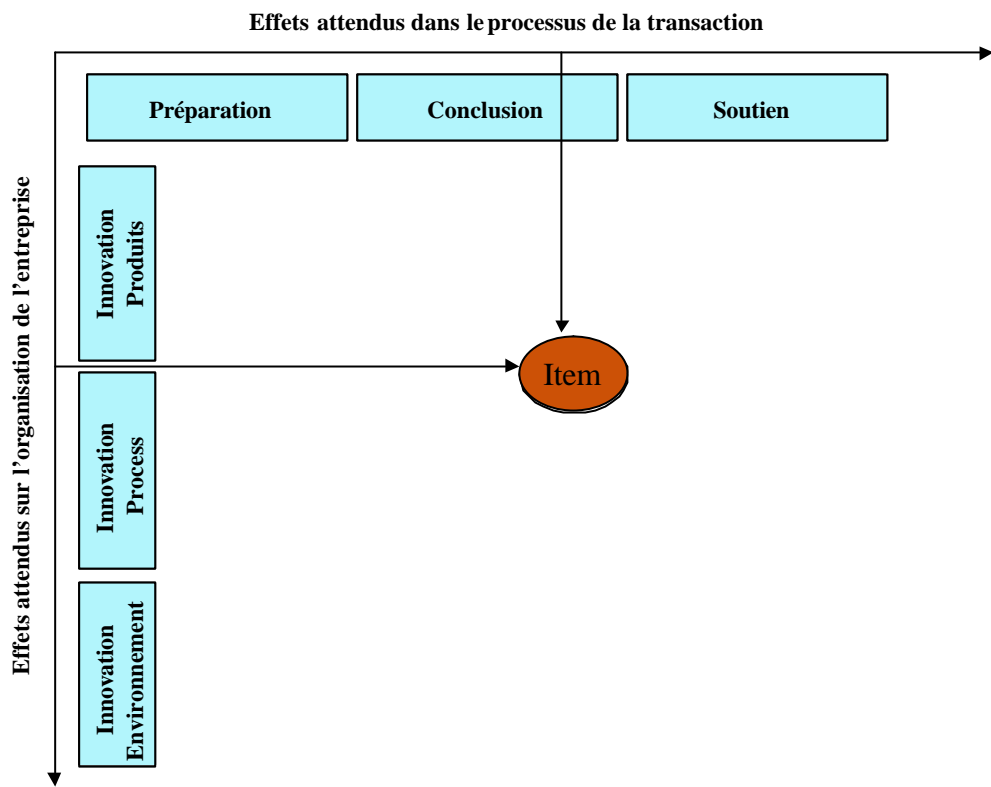 Effets attendus dans le processus de la transaction
Préparation
Conclusion
Soutien
Effets attendus sur l’organisation de l’entreprise
Innovation
Produits
Item
Innovation
Process
Innovation
Environnement